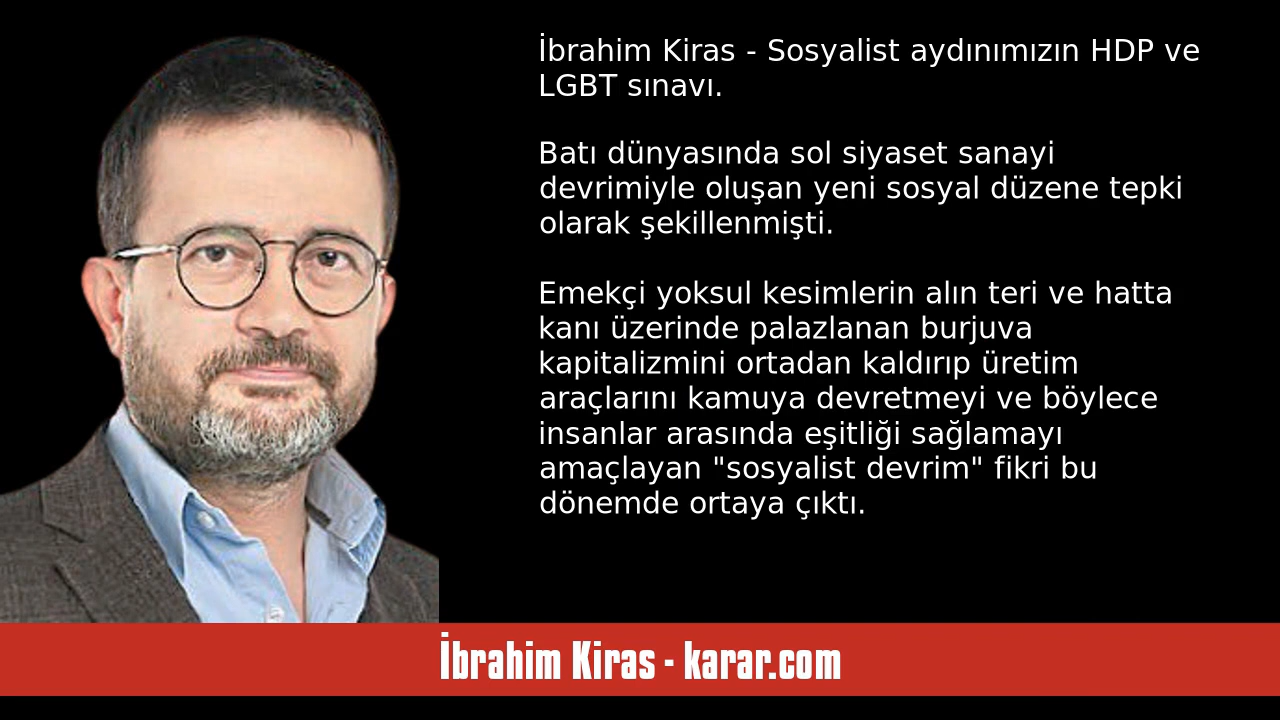 İbrahim Kiras - Sosyalist aydınımızın HDP ve
LGBT sınavı.
Batı dünyasında sol siyaset sanayi
devrimiyle oluşan yeni sosyal düzene tepki
olarak şekillenmişti.
Emekçi yoksul kesimlerin alın teri ve hatta
kanı üzerinde palazlanan burjuva
kapitalizmini ortadan kaldırıp üretim
araçlarını kamuya devretmeyi ve böylece
insanlar arasında eşitliği sağlamayı
amaçlayan "sosyalist devrim" fikri bu
dönemde ortaya çıktı.
İbrahim Kiras - karar.com